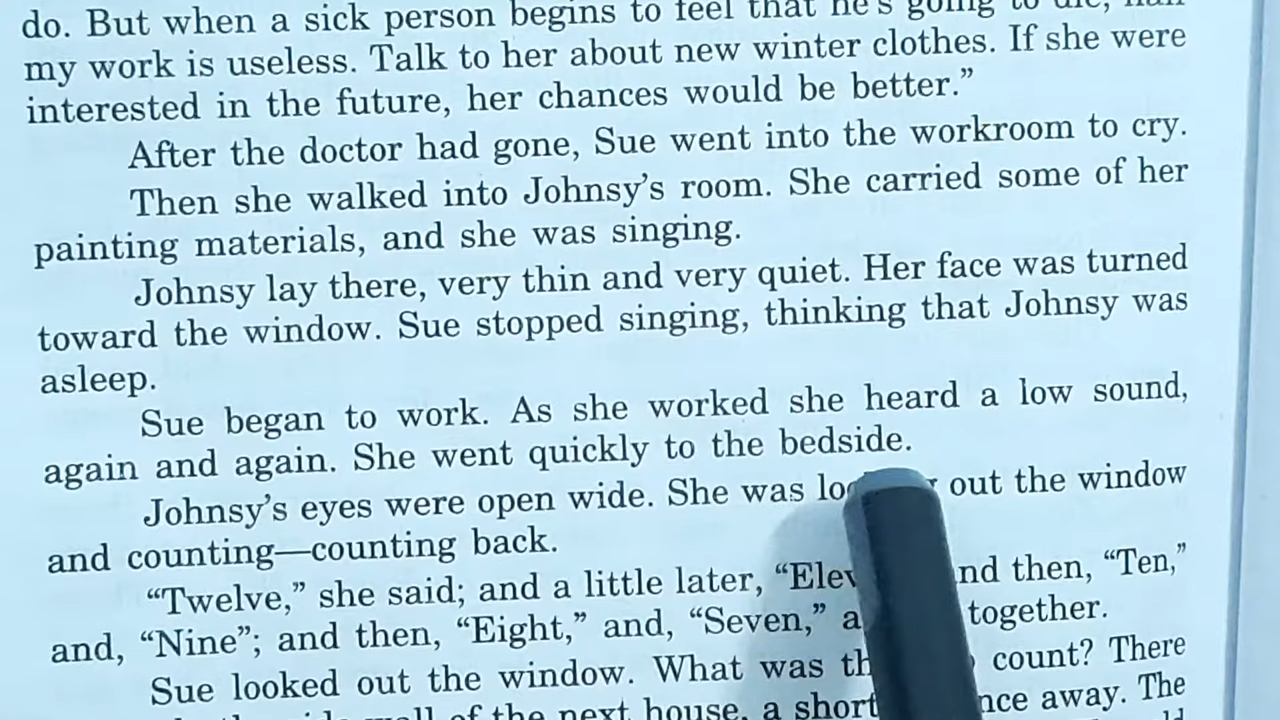 do. But when a sick person begins to feel that he's going to die, half
my work is useless. Talk to her about new winter clothes. If she were
interested in the future, her chances would be better.”
After the doctor had gone, Sue went into the workroom to cry.
Then she walked into Johnsy’s room. She carried some of her
painting materials, and she was singing.
Johnsy lay there, very thin and very quiet. Her face was turned
toward the window. Sue stopped singing, thinking that Johnsy was
asleep.
Sue began to work. As she worked she heard a low sound,
again and again. She went quickly to the bedside.
Johnsy’s eyes were open wide. She was out the window
and counting—counting back.
“Twelve,” she said; and a little later, and then, “Ten,”
and, “Nine”; and then, “Eight,” and, “Seven,” together.
Sue looked out the window. What was count? There
wall of the next house, a short away. The